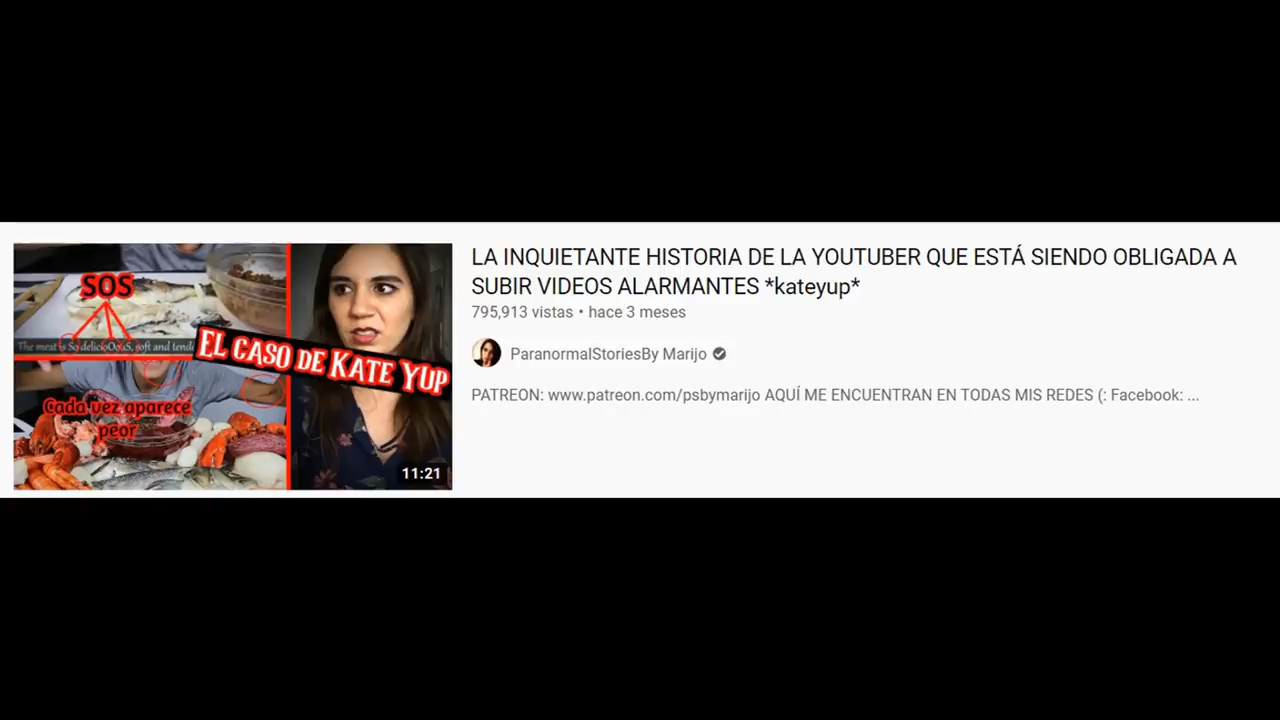 SOS
The meat is So delicioOouS, soft and tende
EL CASO DE KATE YUP
Cada vez aparece
peor
11:21
LA INQUIETANTE HISTORIA DE LA YOUTUBER QUE ESTÁ SIENDO OBLIGADA A
SUBIR VIDEOS ALARMANTES *kateyup*
795,913 vistas • hace 3 meses
ParanormalStoriesBy Marijo
PATREON: www.patreon.com/psbymarijo AQUÍ ME ENCUENTRAN EN TODAS MIS REDES (: Facebook: ...